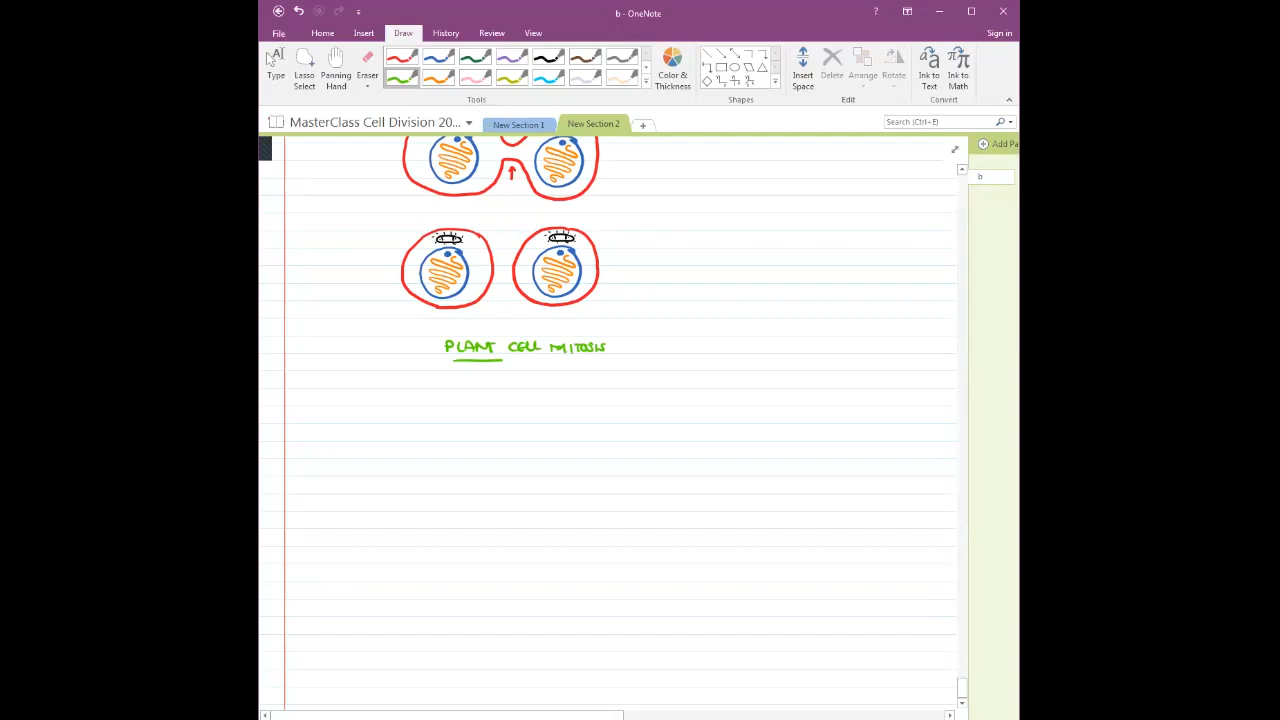 b - OneNote
?
File Home Insert Draw History Review View Sign in
Type
Lasso Select
Panning Hand
Eraser
Color & Thickness
Insert Space
Delete
Arrange
Rotate
Ink to Text
Ink to Math
Tools Shapes Edit Convert
MasterClass Cell Division 20... New Section 1 New Section 2 Search (Ctrl+E)
Add Pa
b
PLANT CELL MITOSIS